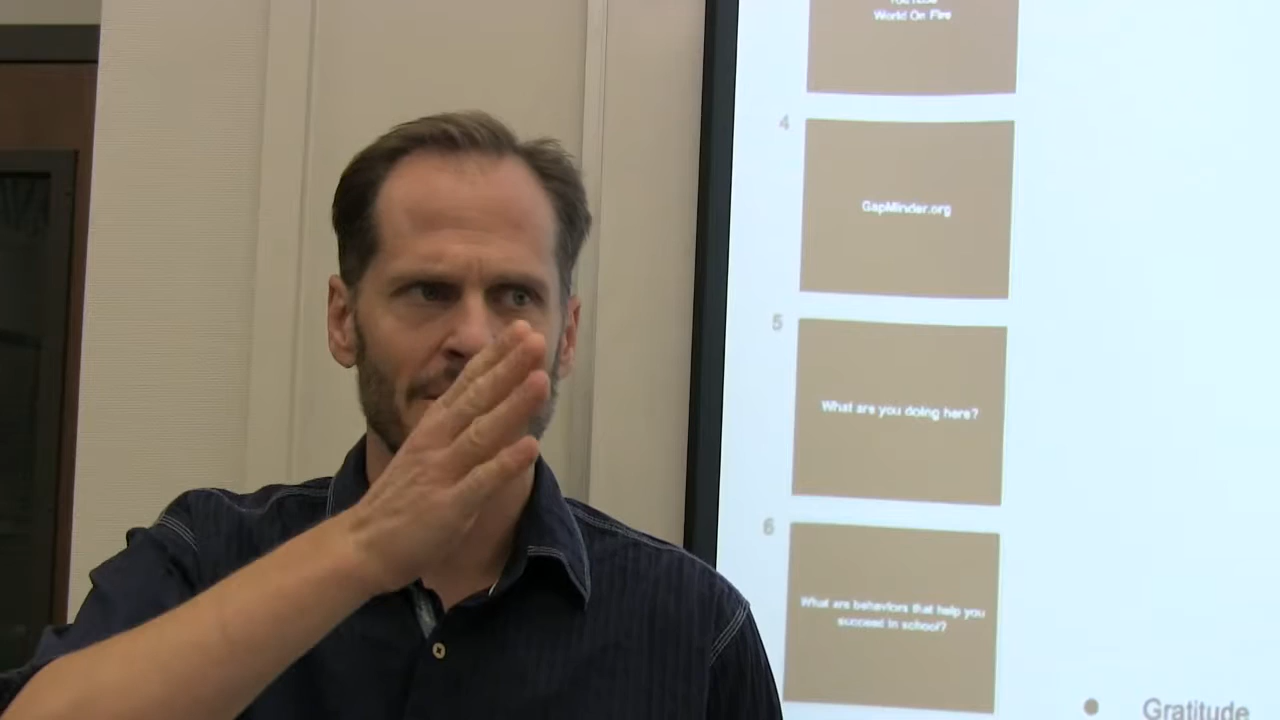 YouTube
World On Fire
4
GapMinder.org
5
What are you doing here?
6
What are behaviors that help you
succeed in school?
Gratitude